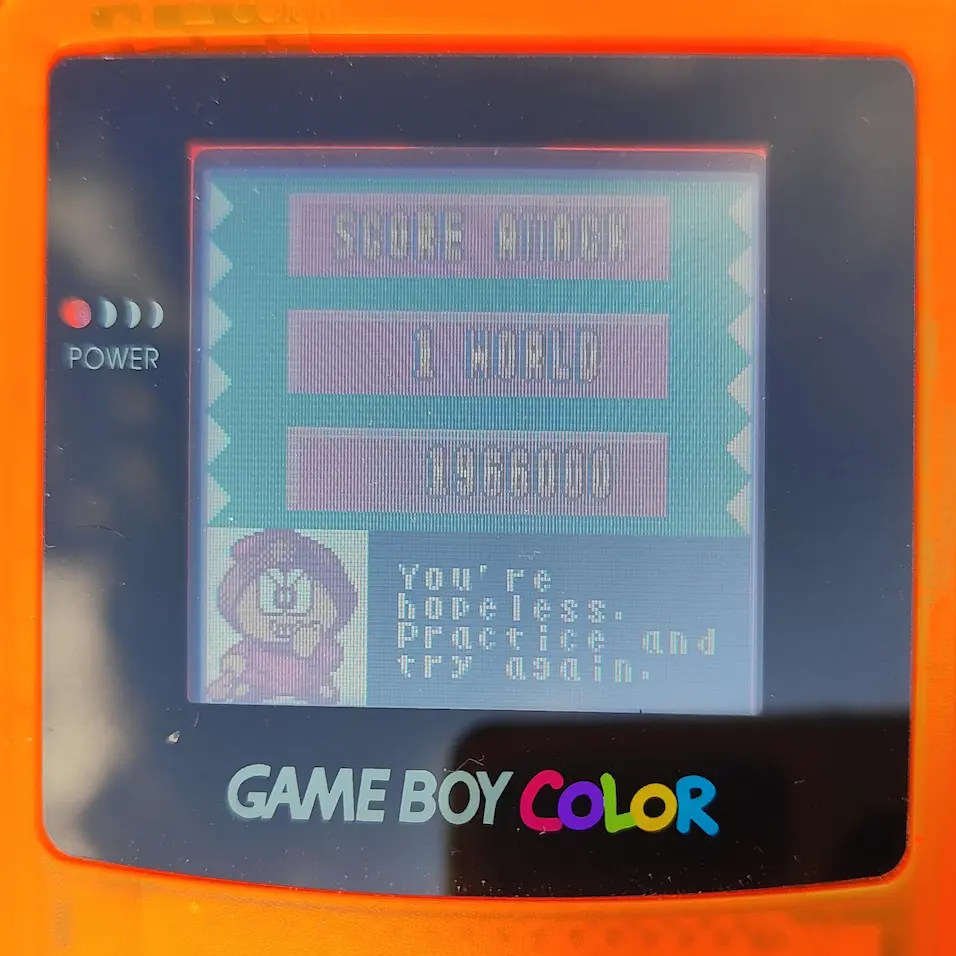 SCORE ATTACK
1 WORLD
1966000
POWER
You're
hopeless.
Practice and
try again.
GAME BOY COLOR